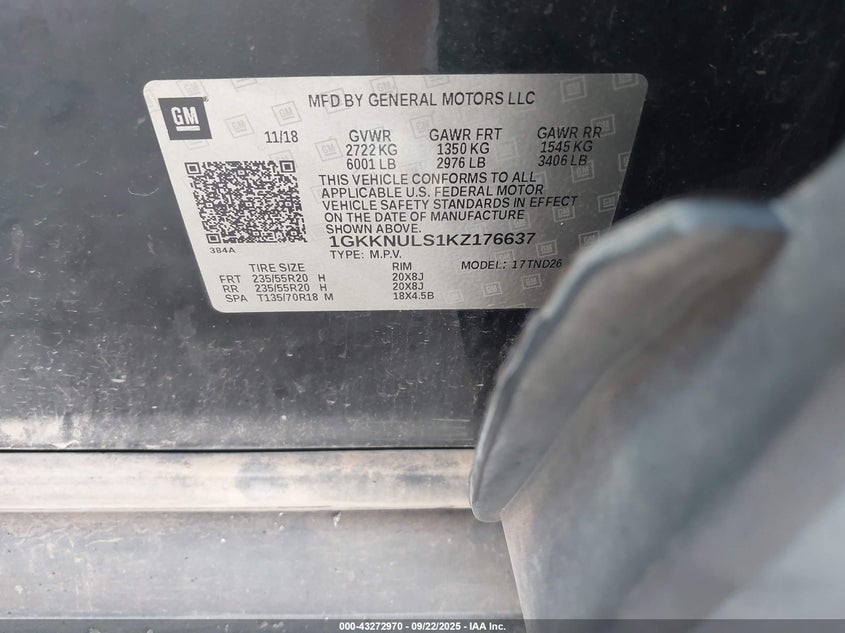 GM
MFD BY GENERAL MOTORS LLC
11/18 GVWR GAWR FRT GAWR RR
2722 KG 1350 KG 1545 KG
6001 LB 2976 LB 3406 LB
THIS VEHICLE CONFORMS TO ALL
APPLICABLE U.S. FEDERAL MOTOR
VEHICLE SAFETY STANDARDS IN EFFECT
ON THE DATE OF MANUFACTURE
SHOWN ABOVE.
384A
1GKKNULS1KZ176637
TYPE: M.P.V. MODEL: 17TND26
TIRE SIZE RIM
FRT 235/55R20 H 20X8J
RR 235/55R20 H 20X8J
SPA T135/70R18 M 18X4.5B
000-43272970 - 09/22/2025 - IAA Inc.